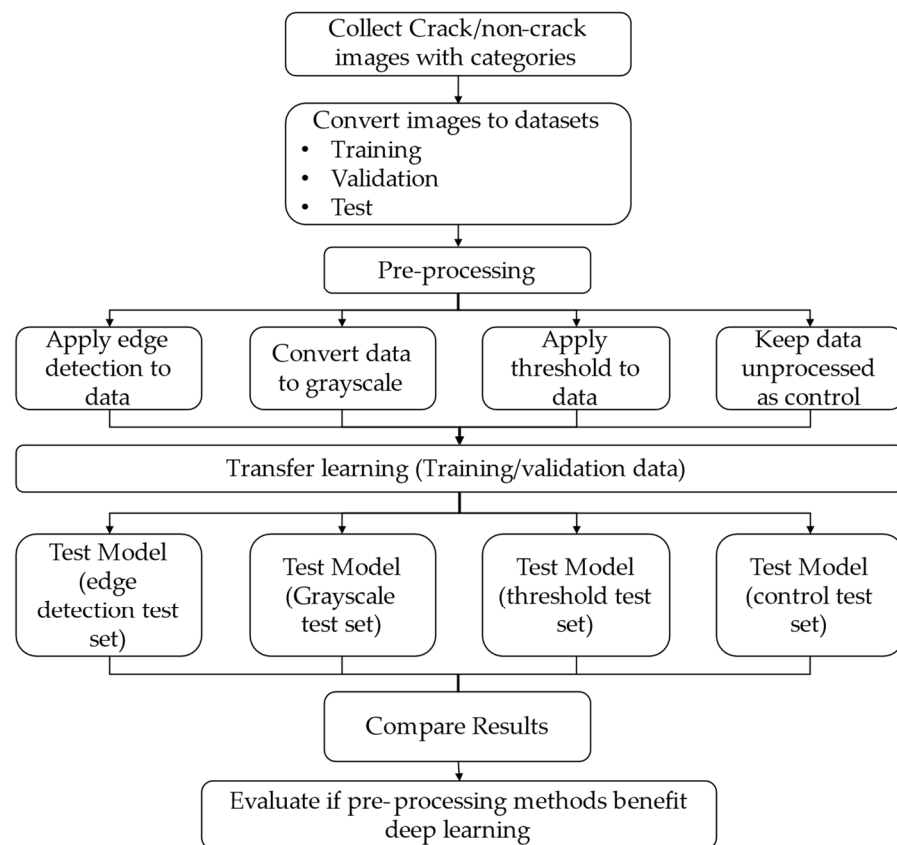 Collect Crack/non-crack
images with categories
Convert images to datasets
• Training
• Validation
• Test
Pre-processing
Apply edge
detection to
data
Convert data
to grayscale
Apply
threshold to
data
Keep data
unprocessed
as control
Transfer learning (Training/validation data)
Test Model
(edge
detection test
set)
Test Model
(Grayscale
test set)
Test Model
(threshold test
set)
Test Model
(control test
set)
Compare Results
Evaluate if pre-processing methods benefit
deep learning